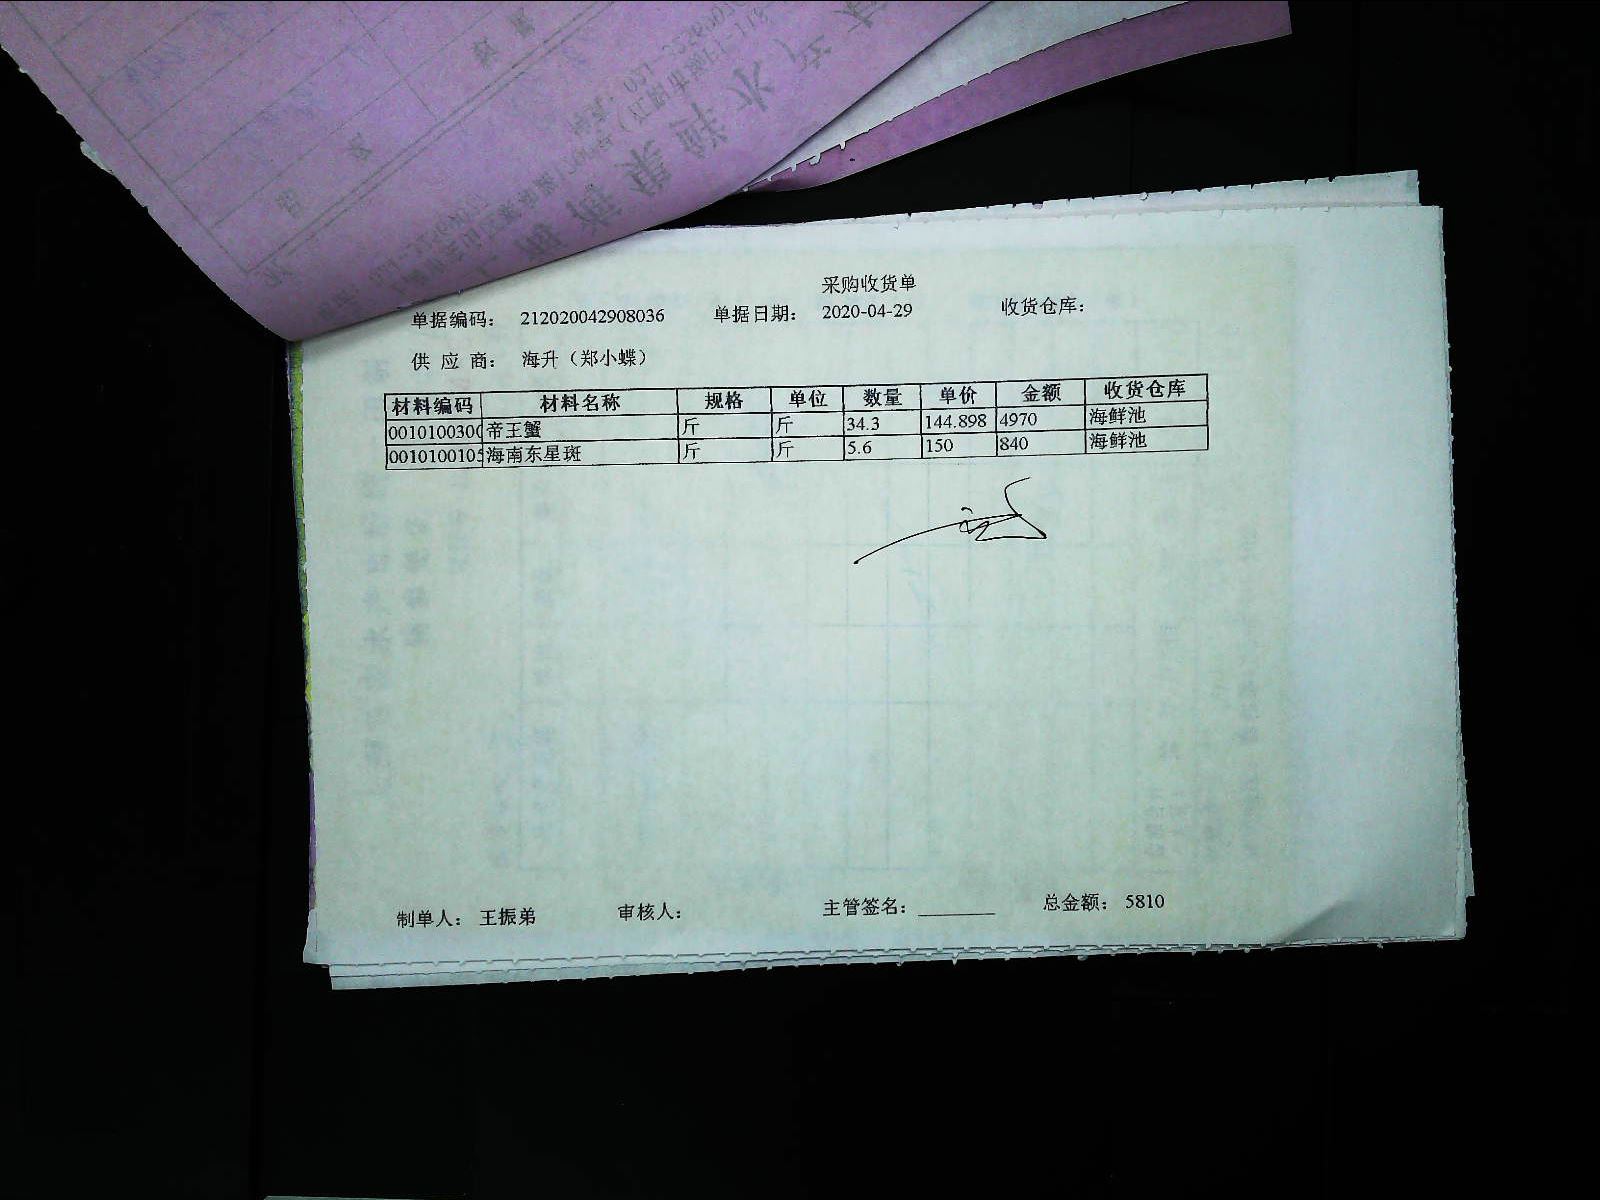 采购收货单
单据编码： 212020042908036 单据日期： 2020-04-29 收货仓库：
供 应 商： 海升（郑小蝶）
材料编码 材料名称 规格 单位 数量 单价 金额 收货仓库
0010100300 帝王蟹 斤 斤 34.3 144.898 4970 海鲜池
0010100105 海南东星斑 斤 斤 5.6 150 840 海鲜池
制单人： 王振弟 审核人： 主管签名：________ 总金额： 5810